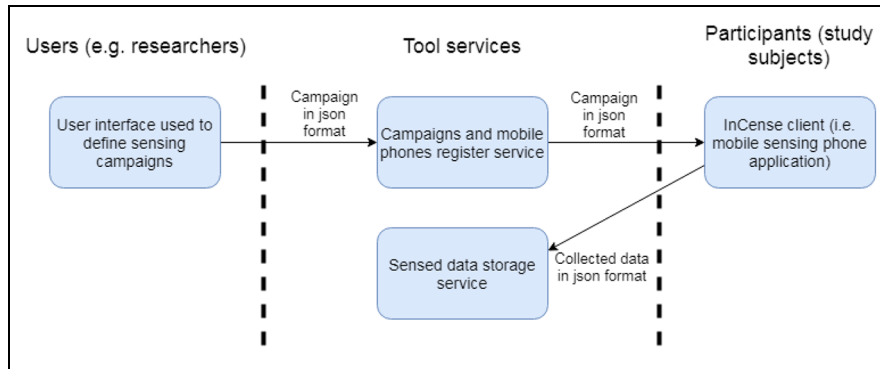 Users (e.g. researchers)
Tool services
Participants (study
subjects)
User interface used to
define sensing
campaigns
Campaign
in json
format
Campaigns and mobile
phones register service
Campaign
in json
format
InCense client (i.e.
mobile sensing phone
application)
Sensed data storage
service
Collected data
in json format